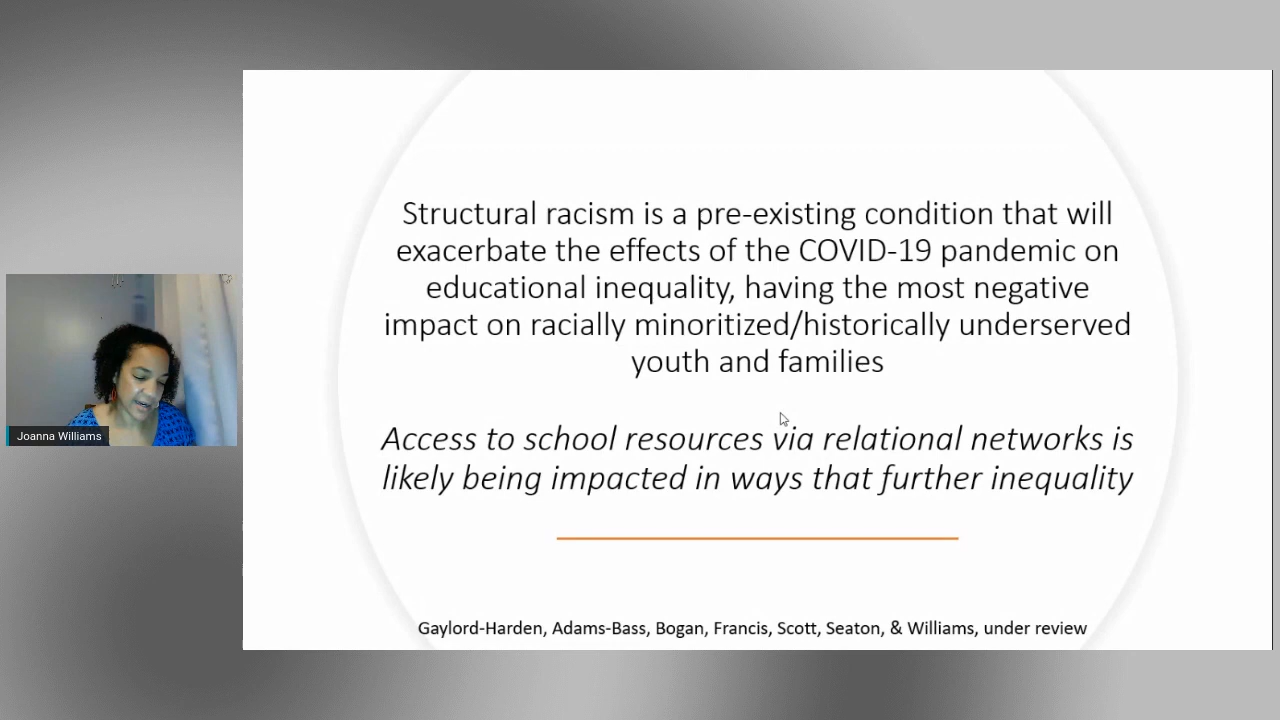 Structural racism is a pre-existing condition that will
exacerbate the effects of the COVID-19 pandemic on
educational inequality, having the most negative
impact on racially minoritized/historically underserved
youth and families
Access to school resources via relational networks is
likely being impacted in ways that further inequality
Joanna Williams
Gaylord-Harden, Adams-Bass, Bogan, Francis, Scott, Seaton, & Williams, under review